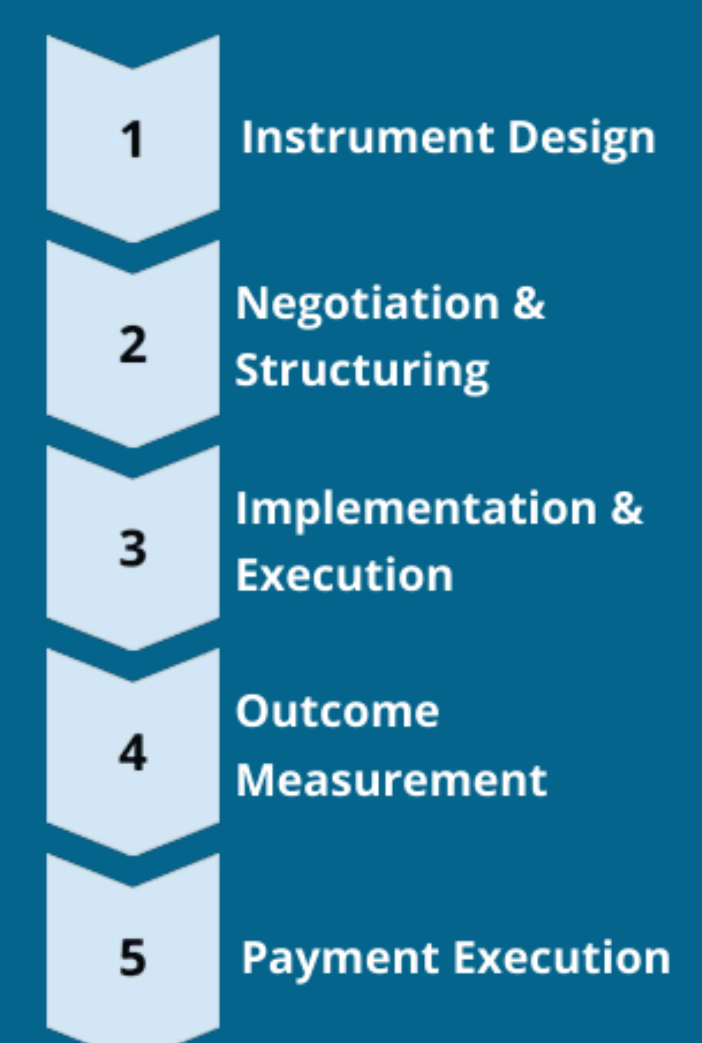 1
Instrument Design
2
Negotiation &
Structuring
3
Implementation &
Execution
4
Outcome
Measurement
5
Payment Execution